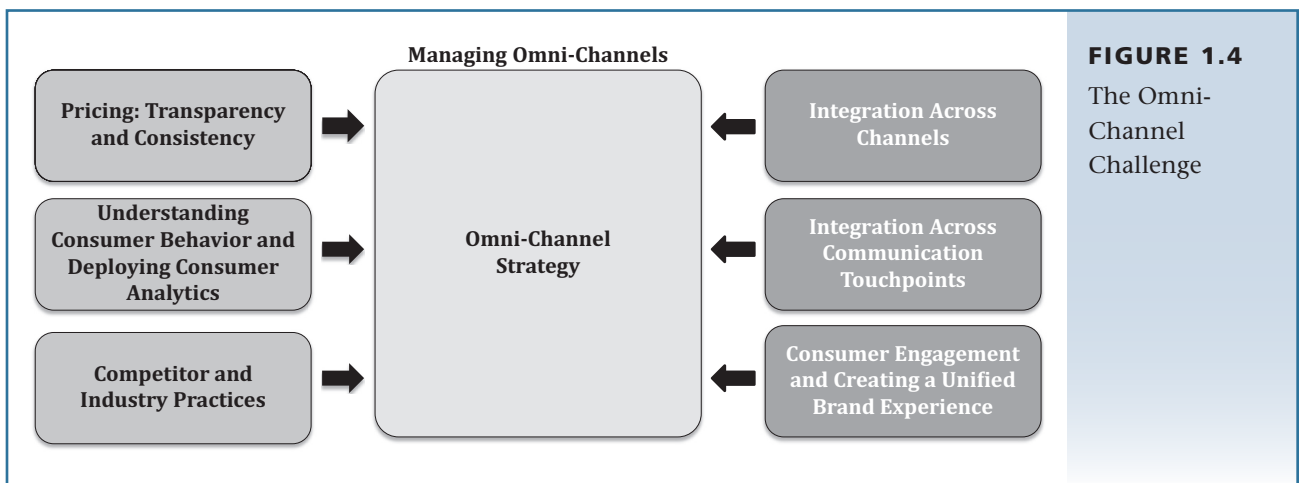 Managing Omni-Channels
Pricing: Transparency
and Consistency
Understanding
Consumer Behavior and
Deploying Consumer
Analytics
Competitor and
Industry Practices
Omni-Channel
Strategy
Integration Across
Channels
Integration Across
Communication
Touchpoints
Consumer Engagement
and Creating a Unified
Brand Experience
FIGURE 1.4
The Omni-
Channel
Challenge